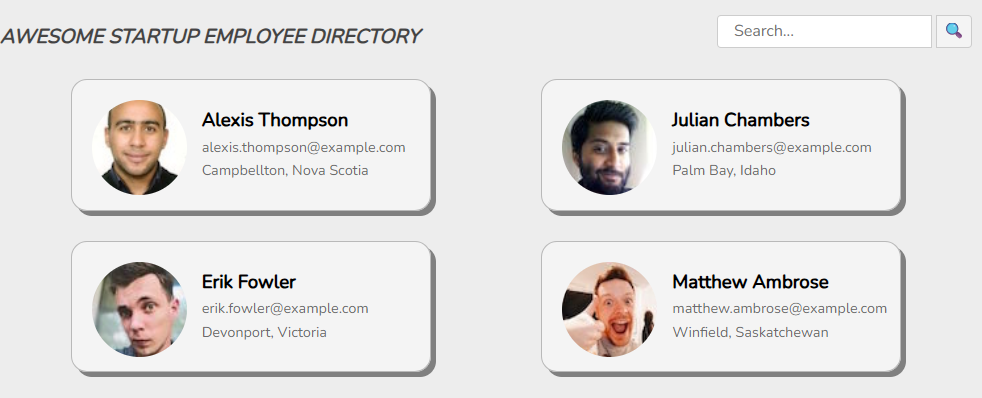 AWESOME STARTUP EMPLOYEE DIRECTORY
Search...
Alexis Thompson
alexis.thompson@example.com
Campbellton, Nova Scotia
Julian Chambers
julian.chambers@example.com
Palm Bay, Idaho
Erik Fowler
erik.fowler@example.com
Devonport, Victoria
Matthew Ambrose
matthew.ambrose@example.com
Winfield, Saskatchewan